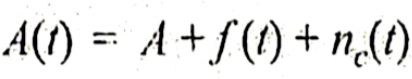 A(t) = A + f(t) + n_c(t)